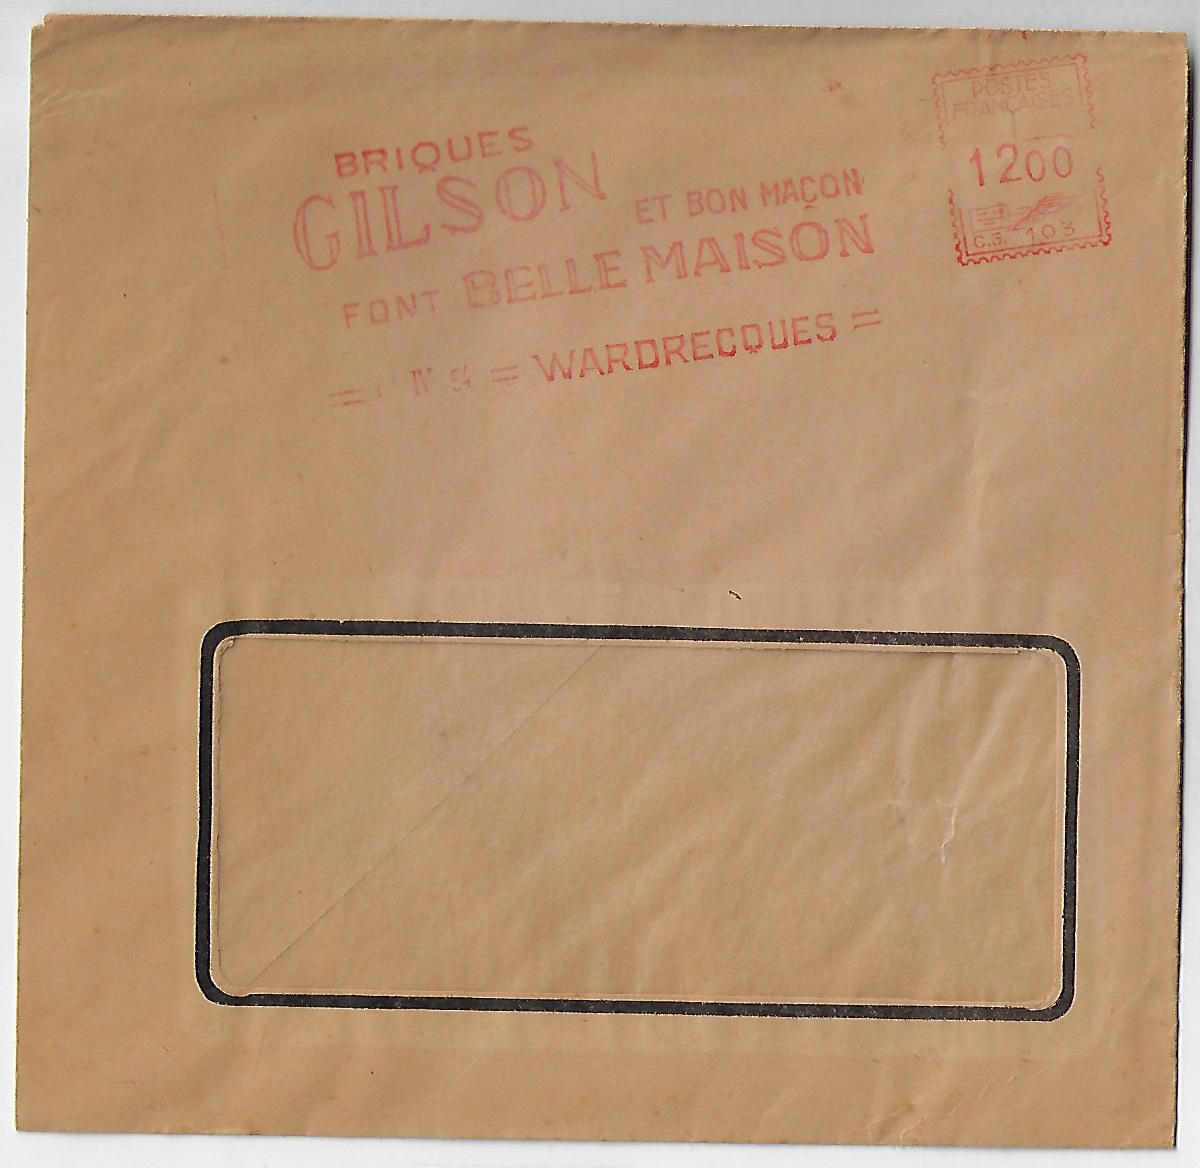 BRIQUES
GILSON ET BON MAÇON
FONT BELLE MAISON
= WARDRECQUES =
POSTES
FRANÇAISES
1200
C.G. 103